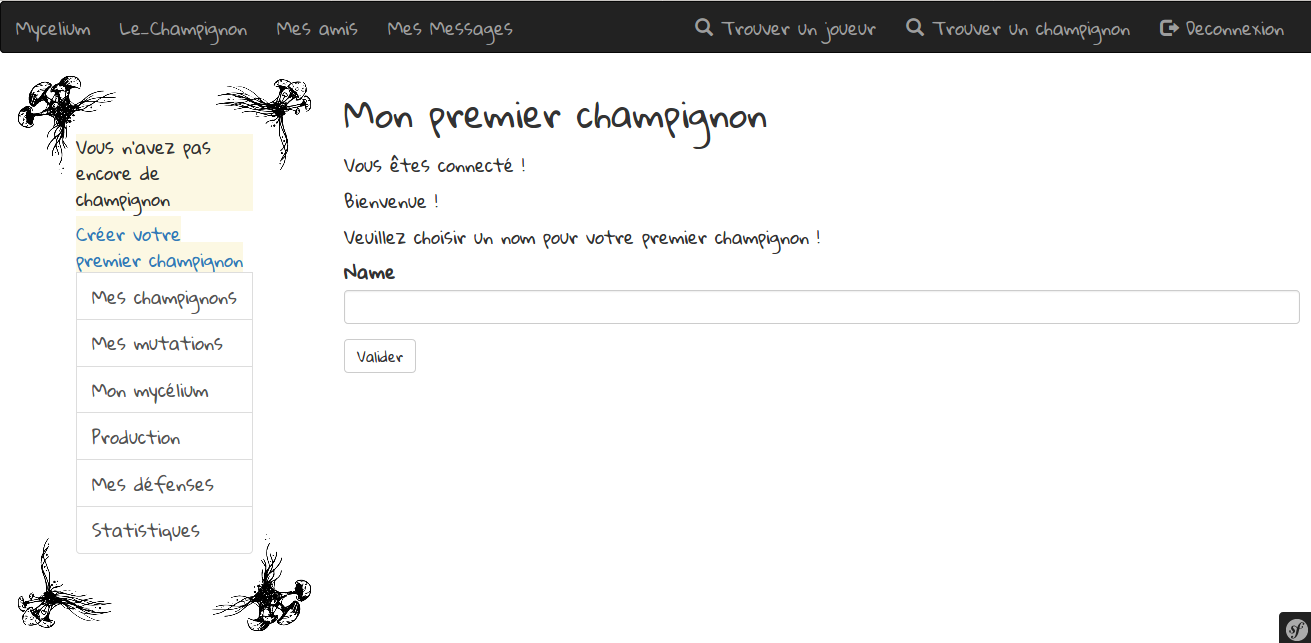 Mycelium Le_Champignon Mes amis Mes Messages Trouver un joueur Trouver un champignon Deconnexion
Vous n'avez pas
encore de
champignon
Créer votre
premier champignon
Mes champignons
Mes mutations
Mon mycélium
Production
Mes défenses
Statistiques
Mon premier champignon
Vous êtes connecté !
Bienvenue !
Veuillez choisir un nom pour votre premier champignon !
Name
Valider
sf